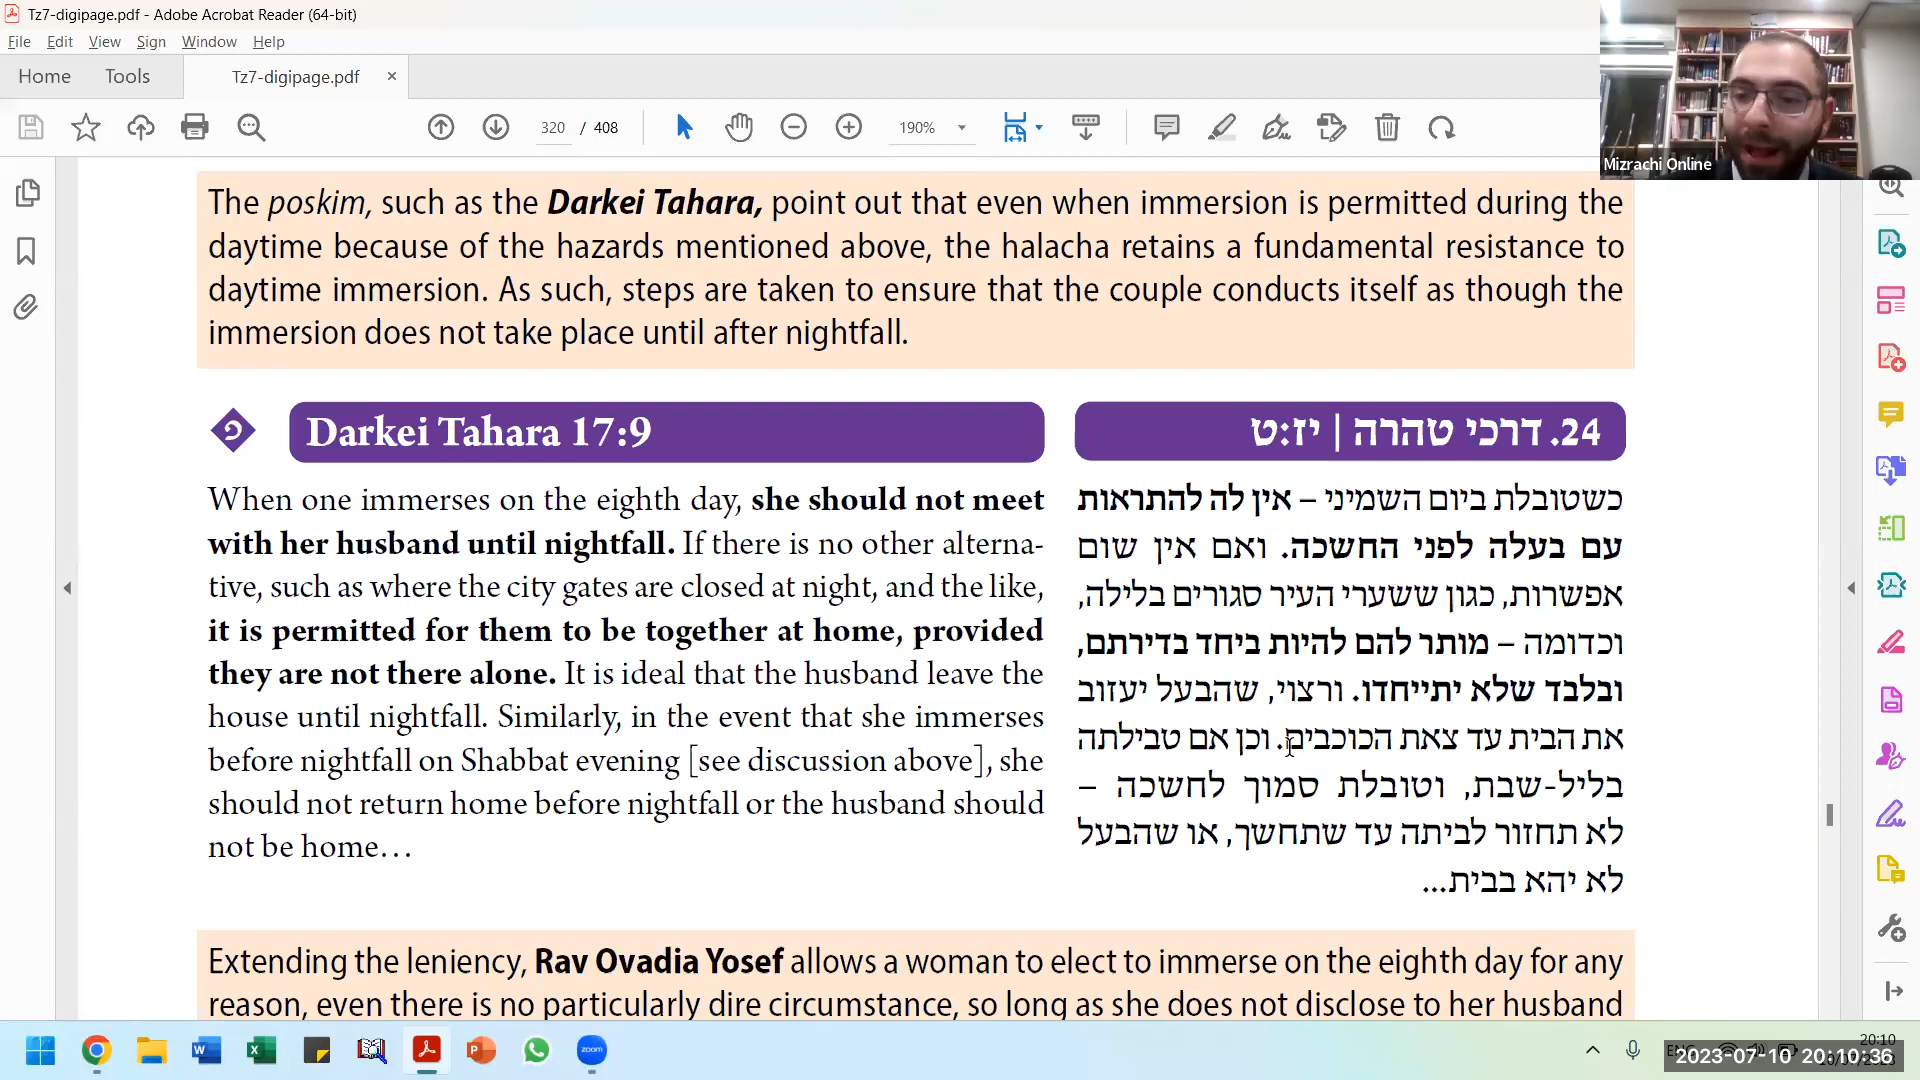 Tz7-digipage.pdf - Adobe Acrobat Reader (64-bit)
File Edit View Sign Window Help
Home Tools Tz7-digipage.pdf ×
320 / 408 190%
Mizrachi Online
The poskim, such as the Darkei Tahara, point out that even when immersion is permitted during the
daytime because of the hazards mentioned above, the halacha retains a fundamental resistance to
daytime immersion. As such, steps are taken to ensure that the couple conducts itself as though the
immersion does not take place until after nightfall.
Darkei Tahara 17:9
When one immerses on the eighth day, she should not meet
with her husband until nightfall. If there is no other alterna-
tive, such as where the city gates are closed at night, and the like,
it is permitted for them to be together at home, provided
they are not there alone. It is ideal that the husband leave the
house until nightfall. Similarly, in the event that she immerses
before nightfall on Shabbat evening [see discussion above], she
should not return home before nightfall or the husband should
not be home…
24. דרכי טהרה | יז:ט
כשטובלת ביום השמיני – אין לה להתראות
עם בעלה לפני החשכה. ואם אין שום
אפשרות, כגון ששערי העיר סגורים בלילה,
וכדומה – מותר להם להיות ביחד בדירתם,
ובלבד שלא יתייחדו. ורצוי, שהבעל יעזוב
את הבית עד צאת הכוכבים. וכן אם טבילתה
בליל-שבת, וטובלת סמוך לחשכה –
לא תחזור לביתה עד שתחשך, או שהבעל
לא יהא בבית...
Extending the leniency, Rav Ovadia Yosef allows a woman to elect to immerse on the eighth day for any
reason, even there is no particularly dire circumstance, so long as she does not disclose to her husband
zoom
20:10
2023-07-10 20:10:36